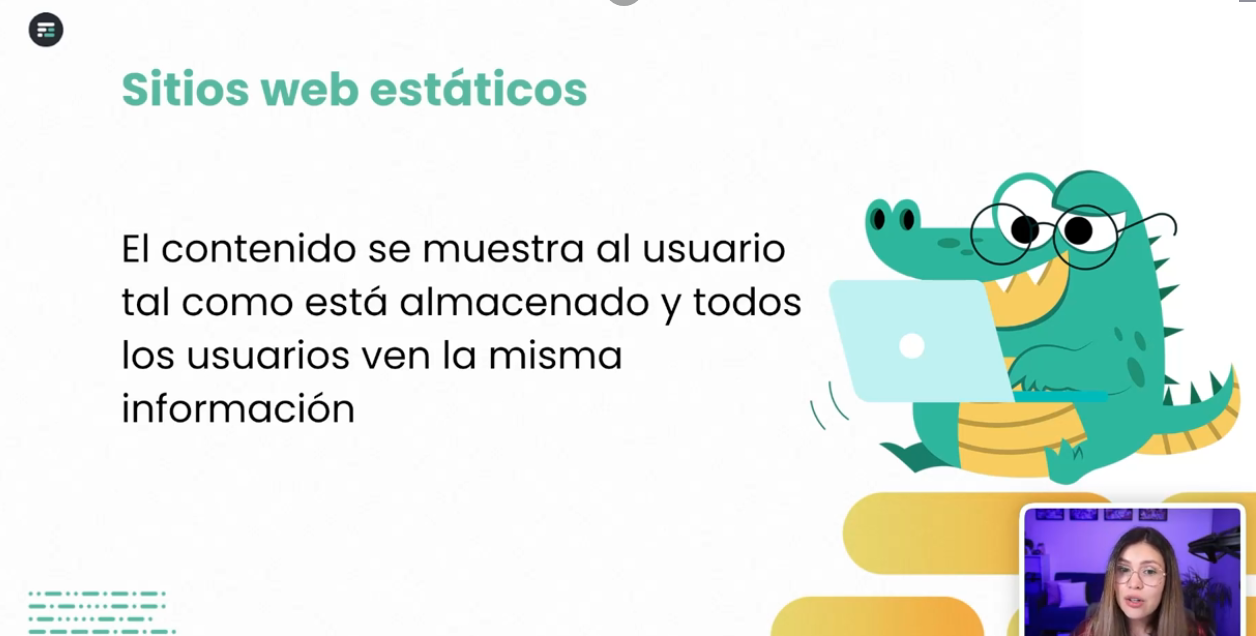 Sitios web estáticos
El contenido se muestra al usuario
tal como está almacenado y todos
los usuarios ven la misma
información